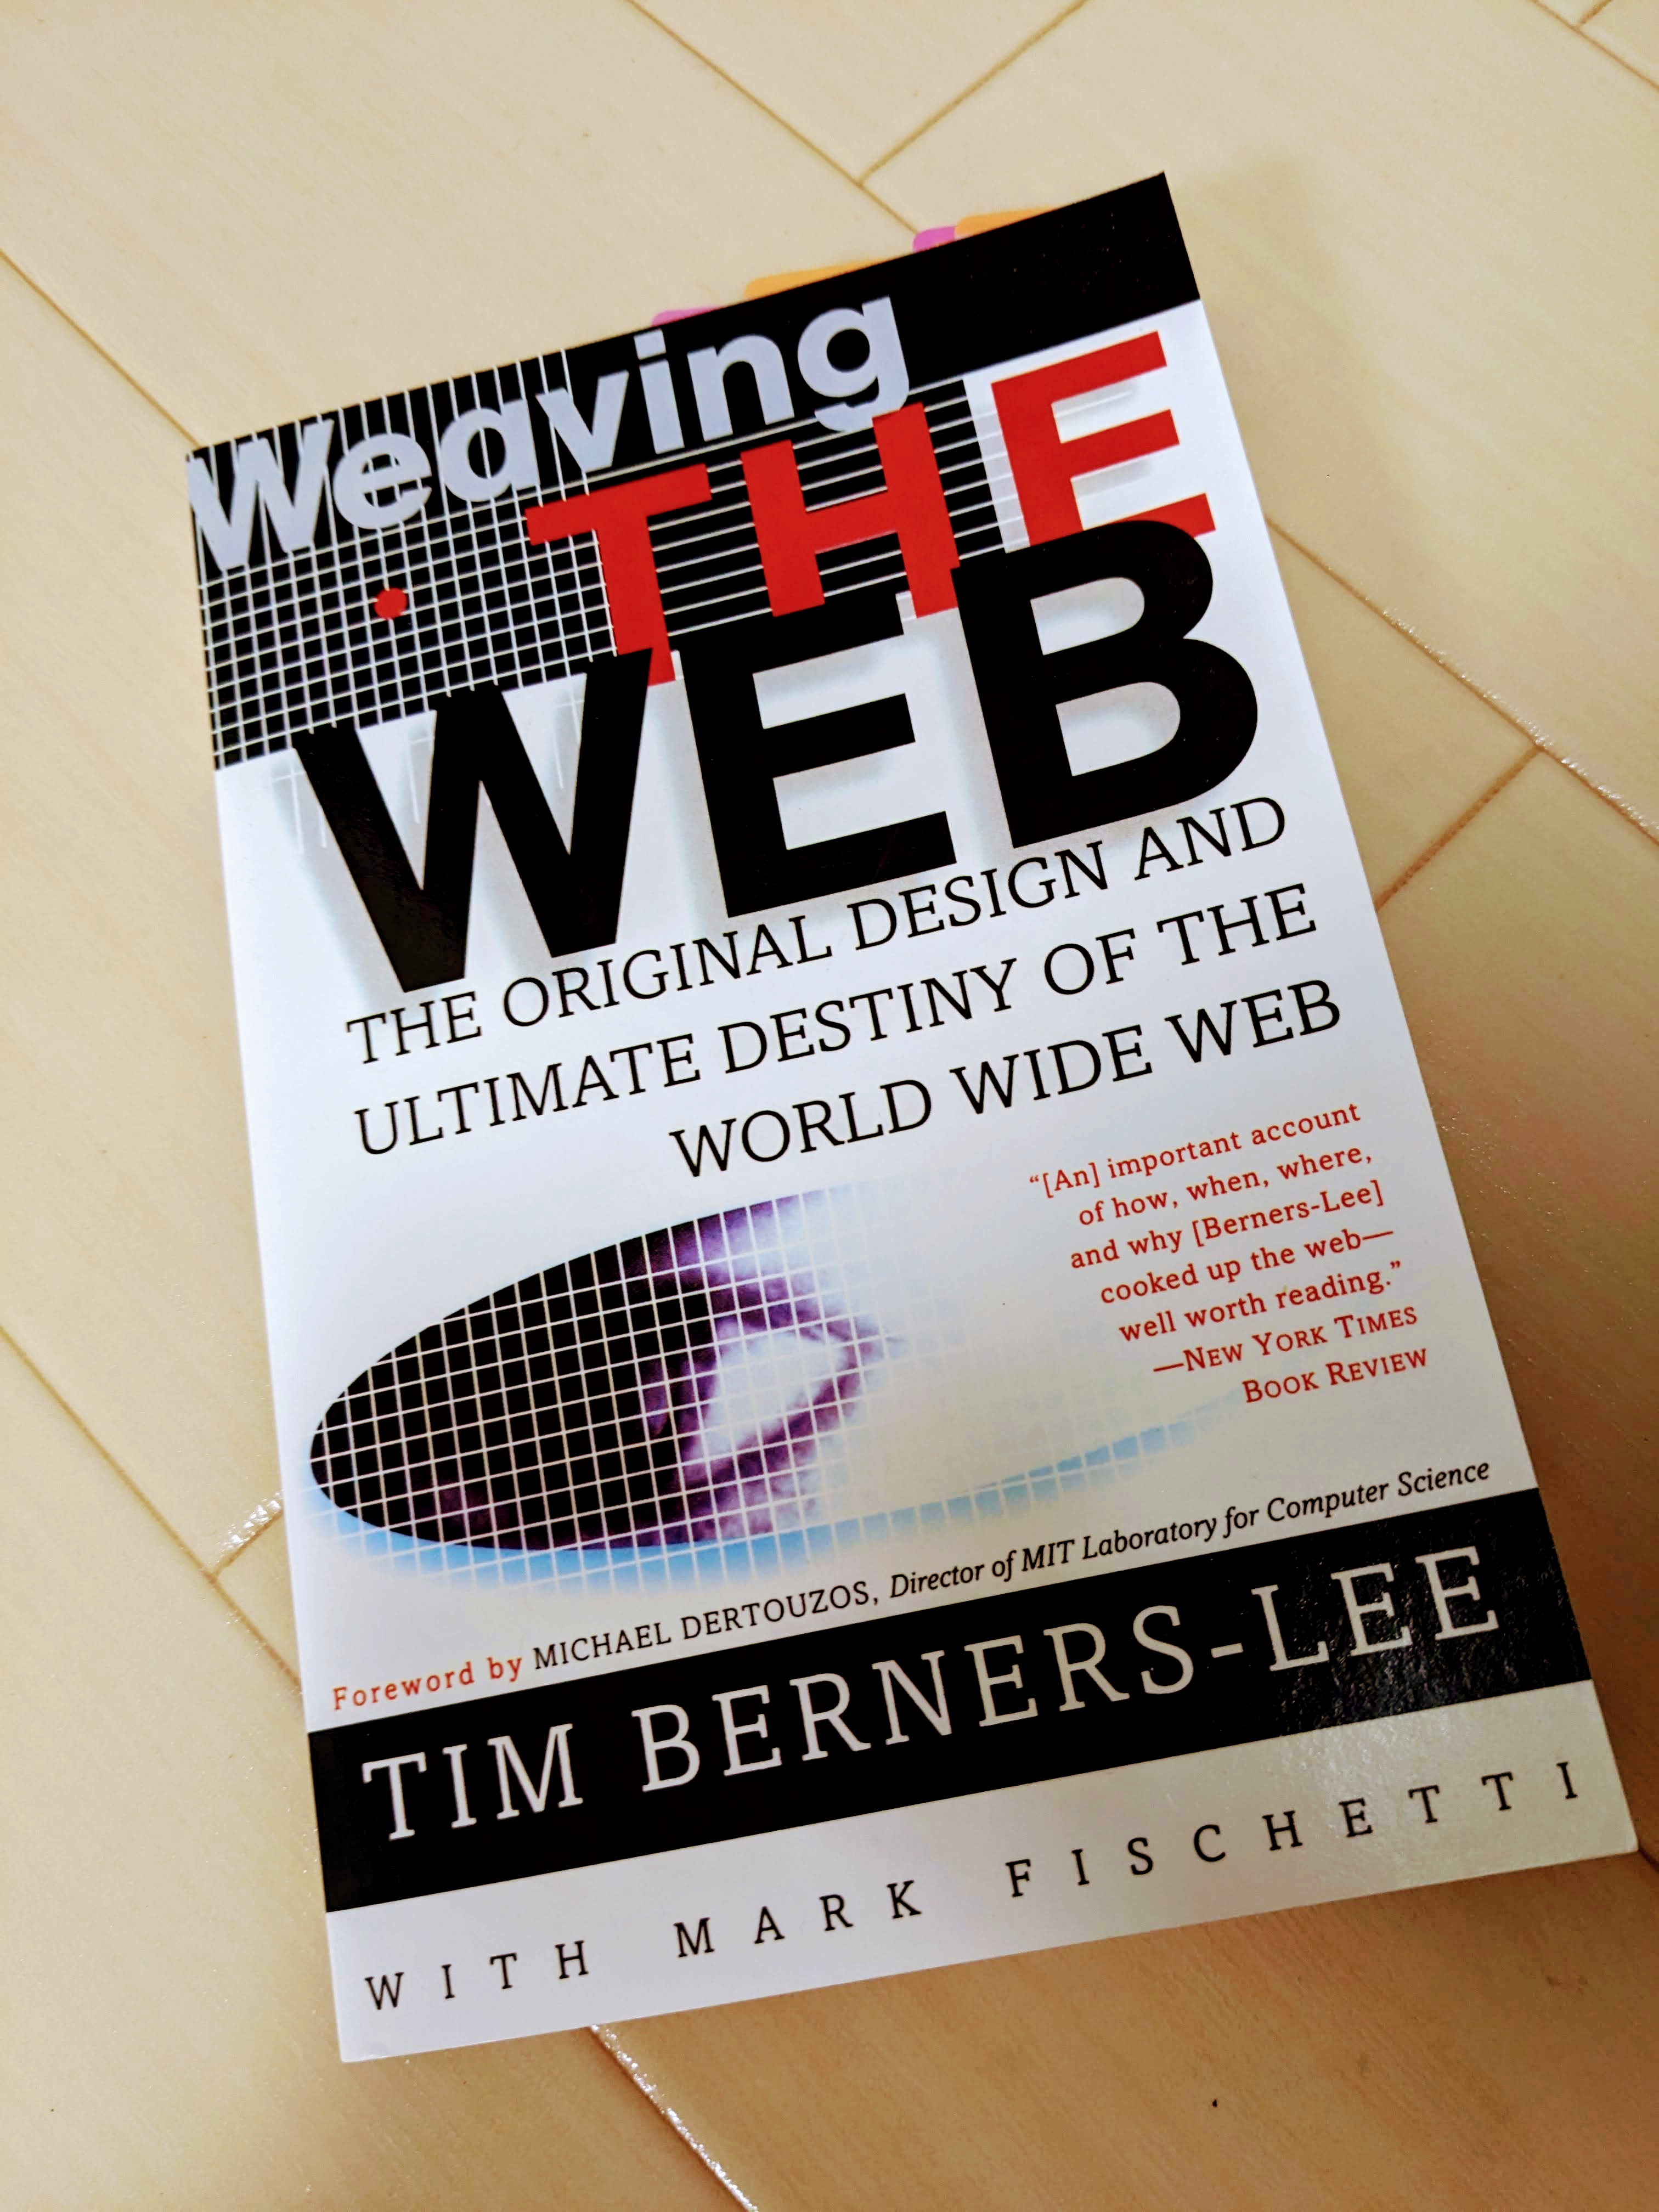 Weaving
THE
WEB
THE ORIGINAL DESIGN AND
ULTIMATE DESTINY OF THE
WORLD WIDE WEB
“[An] important account
of how, when, where,
and why [Berners-Lee]
cooked up the web—
well worth reading.”
—NEW YORK TIMES
BOOK REVIEW
Foreword by MICHAEL DERTOUZOS, Director of MIT Laboratory for Computer Science
TIM BERNERS-LEE
WITH MARK FISCHETTI